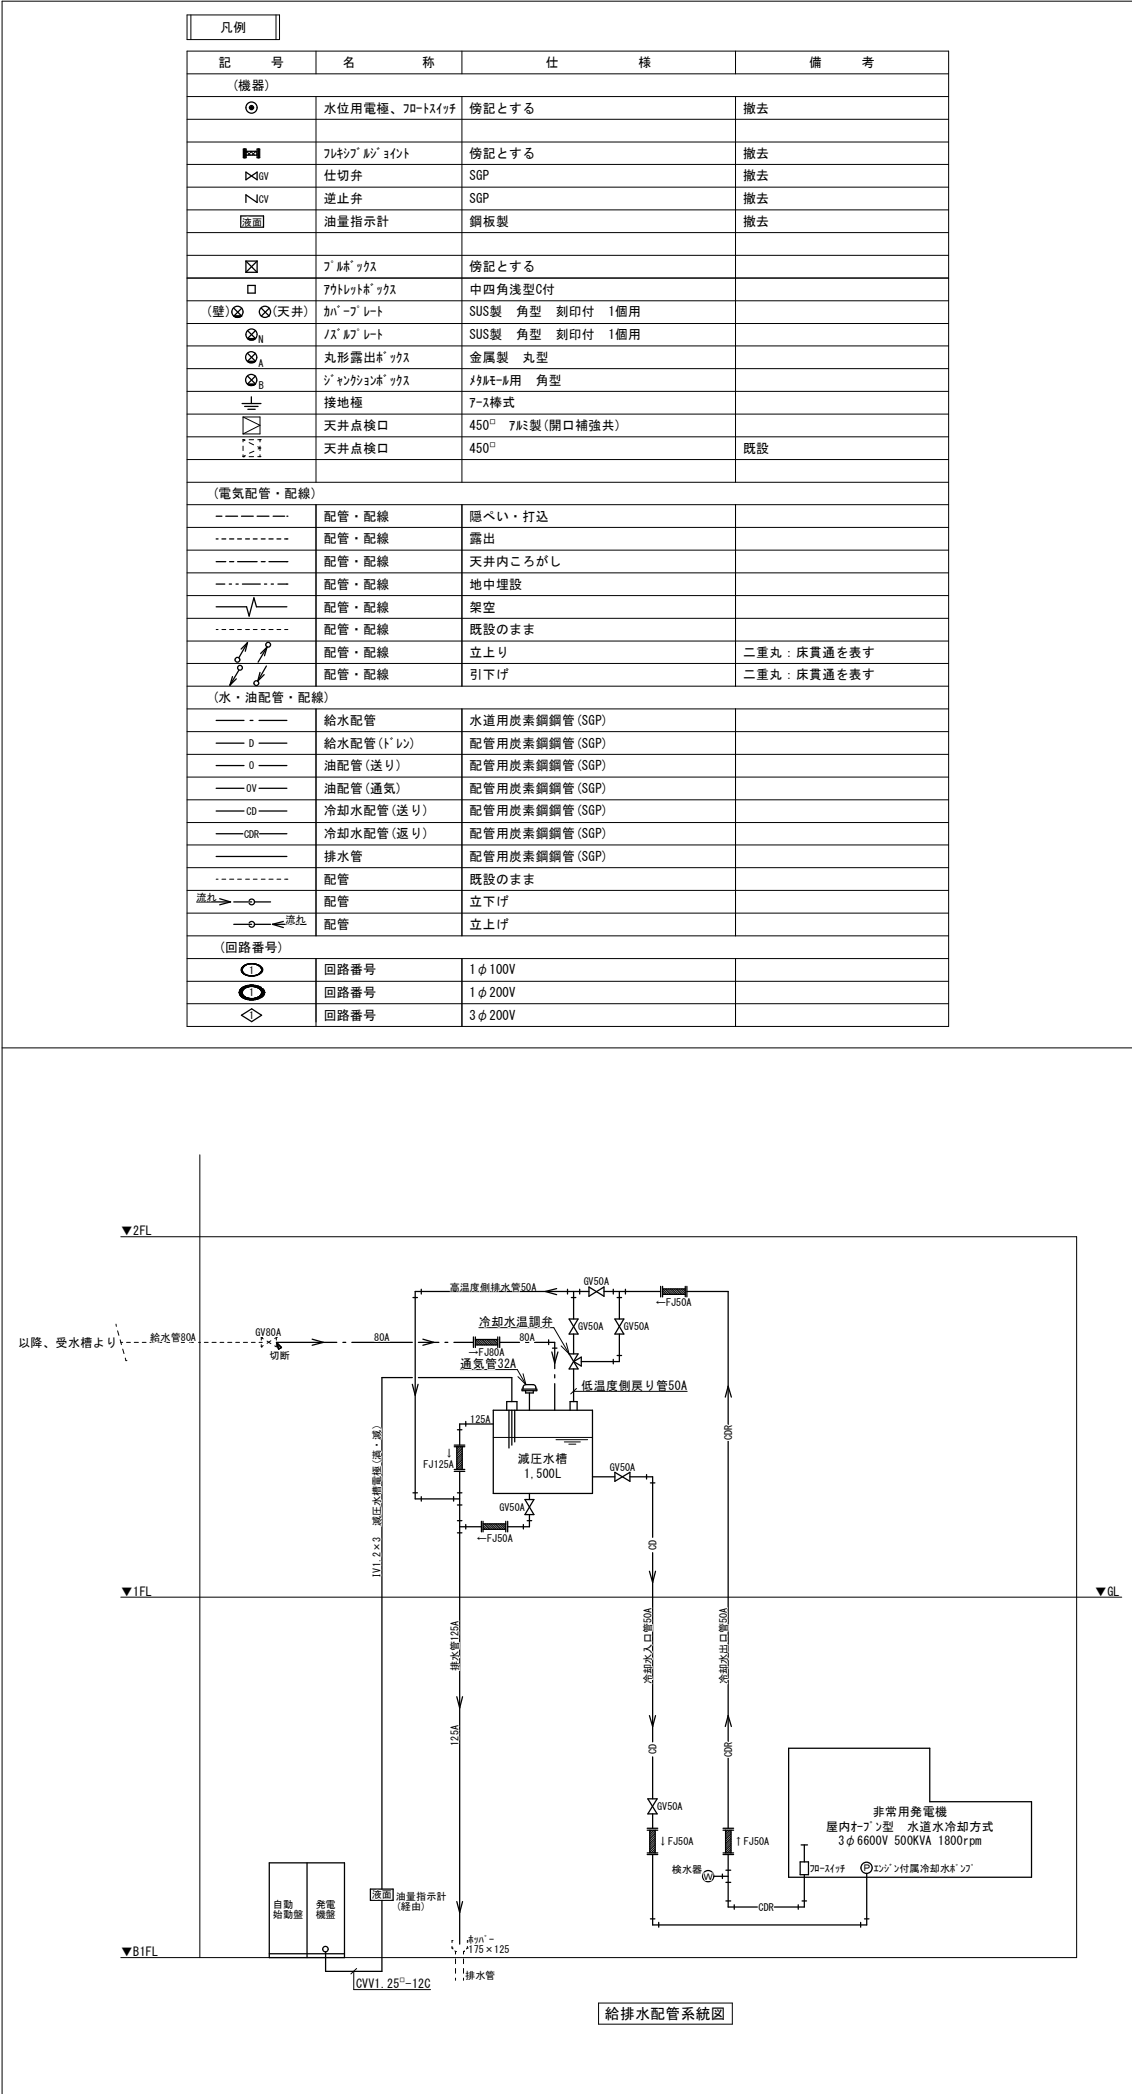 凡例
記　号　名　称　仕　様　備　考
(機器)
水位用電極、ﾌﾛｰﾄｽｲｯﾁ　傍記とする　撤去
ﾌﾚｷｼﾌﾞﾙｼﾞｮｲﾝﾄ　傍記とする　撤去
GV　仕切弁　SGP　撤去
CV　逆止弁　SGP　撤去
液面　油量指示計　鋼板製　撤去
ﾌﾟﾙﾎﾞｯｸｽ　傍記とする
ｱｳﾄﾚｯﾄﾎﾞｯｸｽ　中四角浅型C付
(壁)　(天井)　ｶﾊﾞｰﾌﾟﾚｰﾄ　SUS製　角型　刻印付　1個用
N　ﾉｽﾞﾙﾌﾟﾚｰﾄ　SUS製　角型　刻印付　1個用
A　丸形露出ﾎﾞｯｸｽ　金属製　丸型
B　ｼﾞｬﾝｸｼｮﾝﾎﾞｯｸｽ　ﾒﾀﾙﾓｰﾙ用　角型
接地極　ｱｰｽ棒式
天井点検口　450□　ｱﾙﾐ製(開口補強共)
天井点検口　450□　既設
(電気配管・配線)
配管・配線　隠ぺい・打込
配管・配線　露出
配管・配線　天井内ころがし
配管・配線　地中埋設
配管・配線　架空
配管・配線　既設のまま
配管・配線　立上り　二重丸：床貫通を表す
配管・配線　引下げ　二重丸：床貫通を表す
(水・油配管・配線)
給水配管　水道用炭素鋼鋼管(SGP)
D　給水配管(ﾄﾞﾚﾝ)　配管用炭素鋼鋼管(SGP)
O　油配管(送り)　配管用炭素鋼鋼管(SGP)
OV　油配管(通気)　配管用炭素鋼鋼管(SGP)
CD　冷却水配管(送り)　配管用炭素鋼鋼管(SGP)
CDR　冷却水配管(返り)　配管用炭素鋼鋼管(SGP)
排水管　配管用炭素鋼鋼管(SGP)
配管　既設のまま
流れ　配管　立下げ
流れ　配管　立上げ
(回路番号)
1　回路番号　1φ100V
1　回路番号　1φ200V
1　回路番号　3φ200V
▼2FL
高温度側排水管50A
GV50A
←FJ50A
以降、受水槽より
給水管80A
GV80A
切断
80A
→FJ80A
80A
冷却水温調弁
GV50A
GV50A
通気管32A
低温度側戻り管50A
125A
FJ125A
減圧水槽
1,500L
GV50A
GV50A
←FJ50A
IV1.2×3　減圧水槽電極(満・減)
CD
CDR
▼1FL
▼GL
排水管125A
125A
冷却水入口管50A
冷却水出口管50A
CD
CDR
GV50A
↓FJ50A
↑FJ50A
検水器
W
CDR
非常用発電機
屋内ｵｰﾌﾟﾝ型　水道水冷却方式
3φ6600V 500KVA 1800rpm
ﾌﾛｰｽｲｯﾁ
P
ｴﾝｼﾞﾝ付属冷却水ﾎﾟﾝﾌﾟ
自動
始動盤
発電
機盤
液面
油量指示計
(経由)
▼B1FL
ﾎｯﾊﾟｰ
175×125
排水管
CVV1.25□-12C
給排水配管系統図